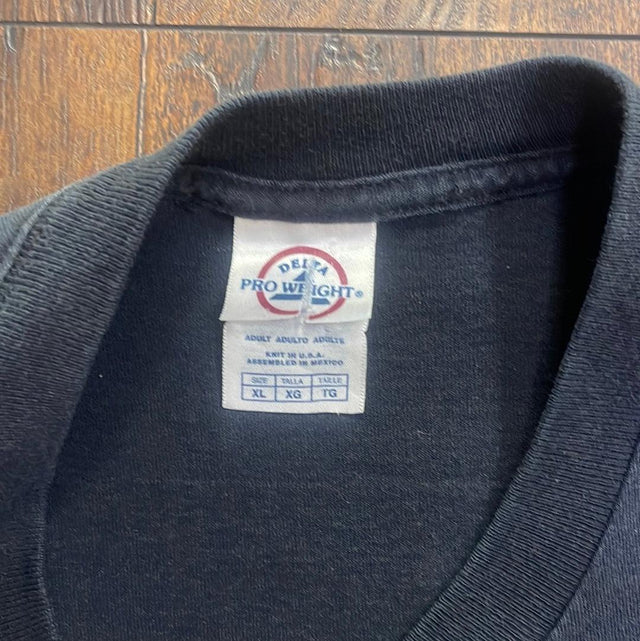 DELTA
PRO WEIGHT®
ADULT ADULTO ADULTE
KNIT IN U.S.A.
ASSEMBLED IN MEXICO
SIZE TALLA TAILLE
XL XG TG